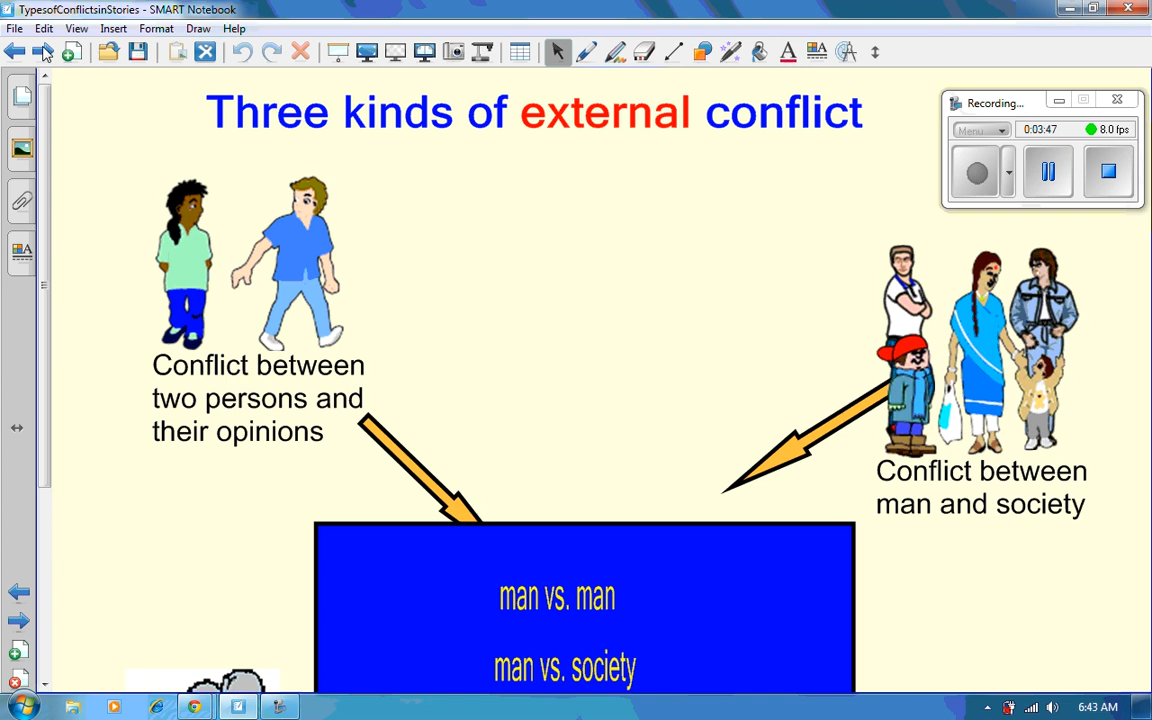 TypesofConflictsinStories - SMART Notebook
File Edit View Insert Format Draw Help
Three kinds of external conflict
Recording...
Menu
0:03:47 8.0 fps
Conflict between
two persons and
their opinions
Conflict between
man and society
man vs. man
man vs. society
6:43 AM